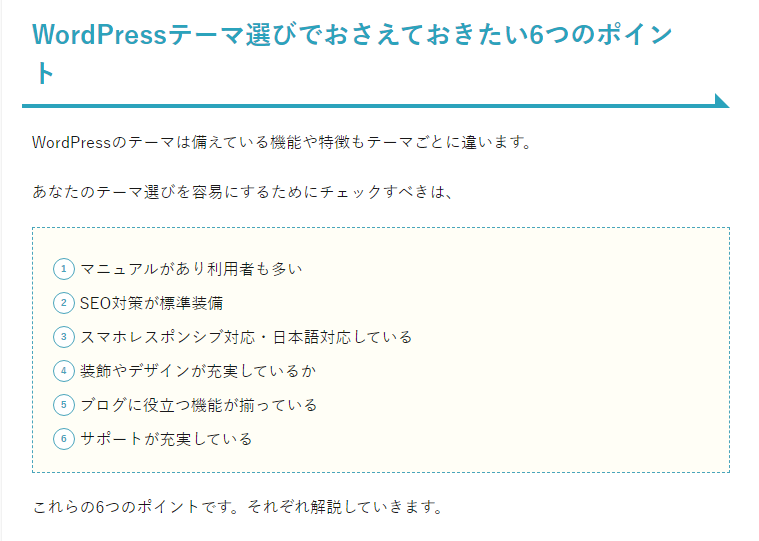 WordPressテーマ選びでおさえておきたい6つのポイン
ト
WordPressのテーマは備えている機能や特徴もテーマごとに違います。
あなたのテーマ選びを容易にするためにチェックすべきは、
1 マニュアルがあり利用者も多い
2 SEO対策が標準装備
3 スマホレスポンシブ対応・日本語対応している
4 装飾やデザインが充実しているか
5 ブログに役立つ機能が揃っている
6 サポートが充実している
これらの6つのポイントです。それぞれ解説していきます。